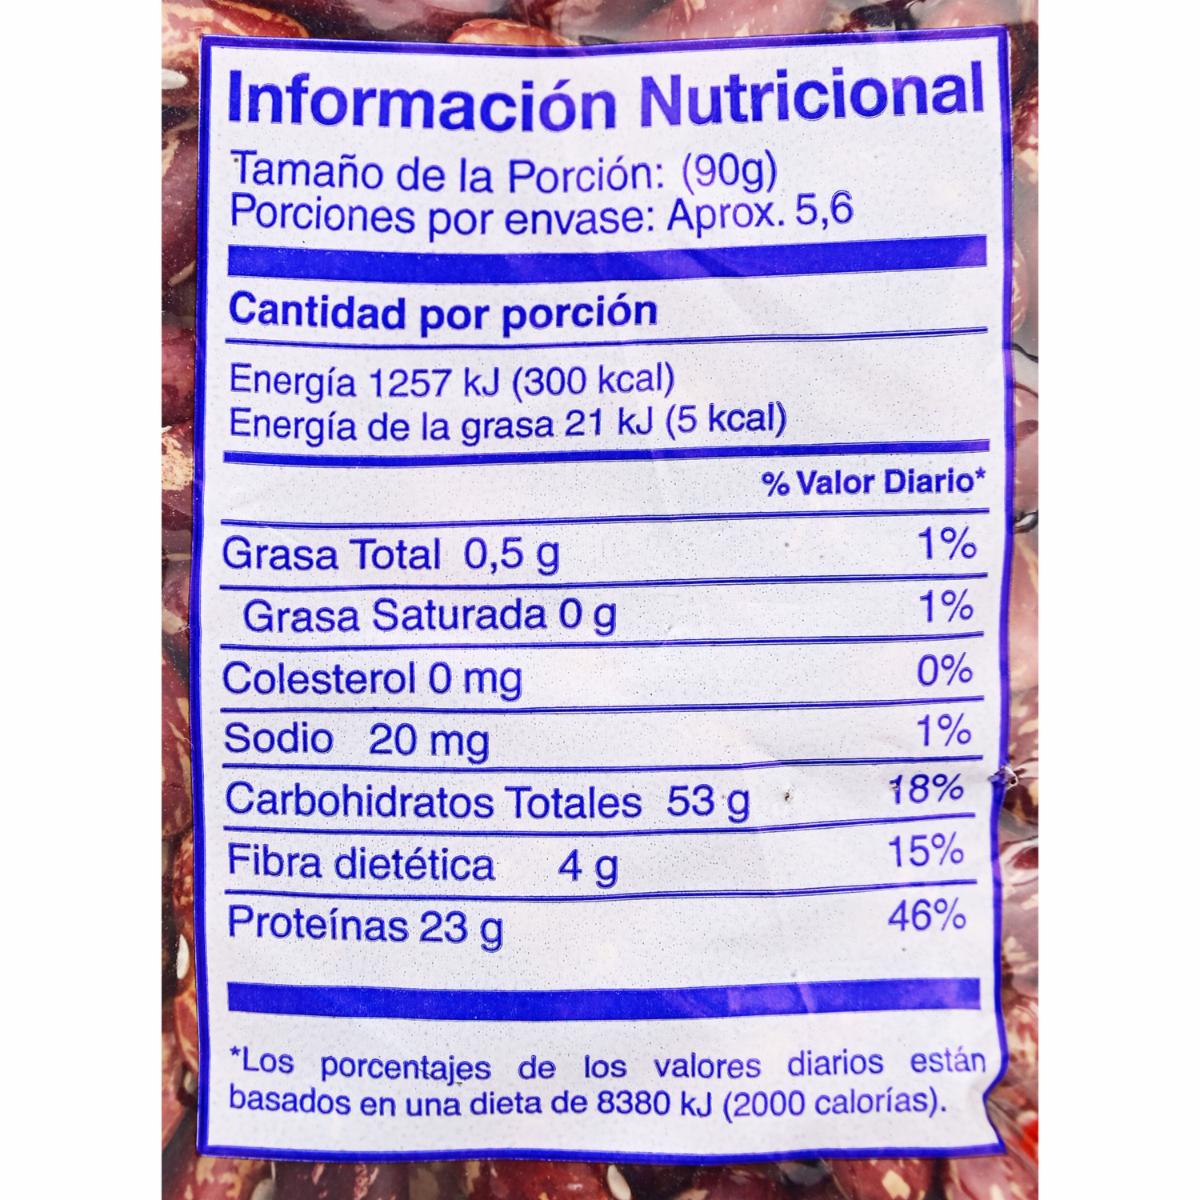 Información Nutricional
Tamaño de la Porción: (90g)
Porciones por envase: Aprox. 5,6
Cantidad por porción
Energía 1257 kJ (300 kcal)
Energía de la grasa 21 kJ (5 kcal)
% Valor Diario*
Grasa Total 0,5 g 1%
Grasa Saturada 0 g 1%
Colesterol 0 mg 0%
Sodio 20 mg 1%
Carbohidratos Totales 53 g 18%
Fibra dietética 4 g 15%
Proteínas 23 g 46%
*Los porcentajes de los valores diarios están
basados en una dieta de 8380 kJ (2000 calorías).